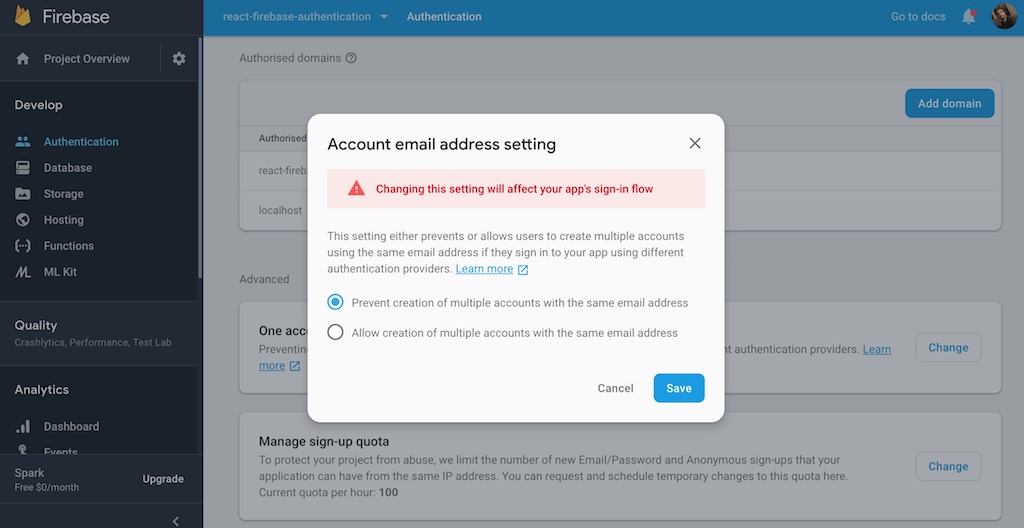 Firebase
react-firebase-authentication
Authentication
Go to docs
Project Overview
Develop
Authentication
Database
Storage
Hosting
Functions
ML Kit
Quality
Crashlytics, Performance, Test Lab
Analytics
Dashboard
Events
Spark
Free $0/month
Upgrade
Authorised domains
Add domain
Authorised
react-fireb
localhost
Account email address setting
Changing this setting will affect your app's sign-in flow
This setting either prevents or allows users to create multiple accounts
using the same email address if they sign in to your app using different
authentication providers. Learn more
Prevent creation of multiple accounts with the same email address
Allow creation of multiple accounts with the same email address
Cancel
Save
Advanced
One acco
Preventin
t authentication providers. Learn
more
Change
Manage sign-up quota
To protect your project from abuse, we limit the number of new Email/Password and Anonymous sign-ups that your
application can have from the same IP address. You can request and schedule temporary changes to this quota here.
Current quota per hour: 100
Change